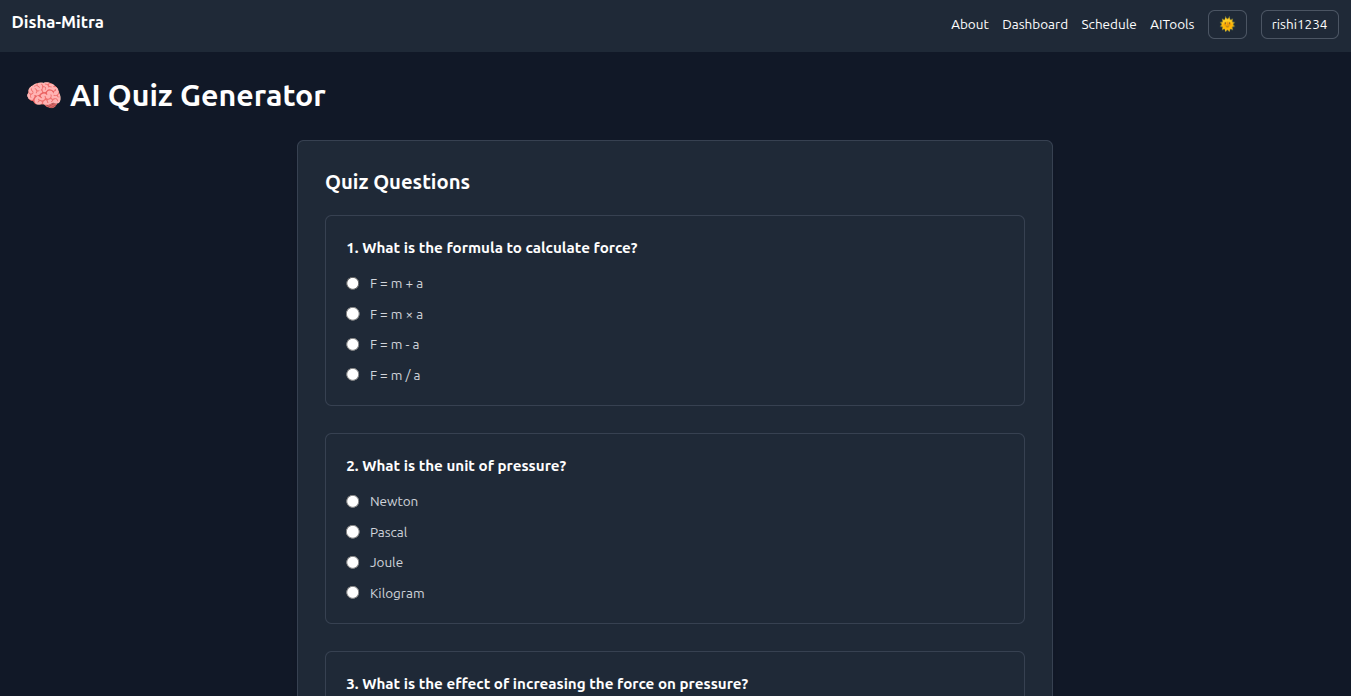 Disha-Mitra
About Dashboard Schedule AITools 🌞 rishi1234
🧠 AI Quiz Generator
Quiz Questions
1. What is the formula to calculate force?
F = m + a
F = m × a
F = m - a
F = m / a
2. What is the unit of pressure?
Newton
Pascal
Joule
Kilogram
3. What is the effect of increasing the force on pressure?